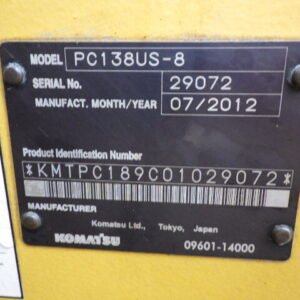 MODEL PC138US-8
SERIAL NO. 29072
MANUFACT. MONTH/YEAR 07/2012
Product Identification Number
*KMTPC189C01029072*
MANUFACTURER
Komatsu Ltd., Tokyo, Japan
KOMATSU 09601-14000